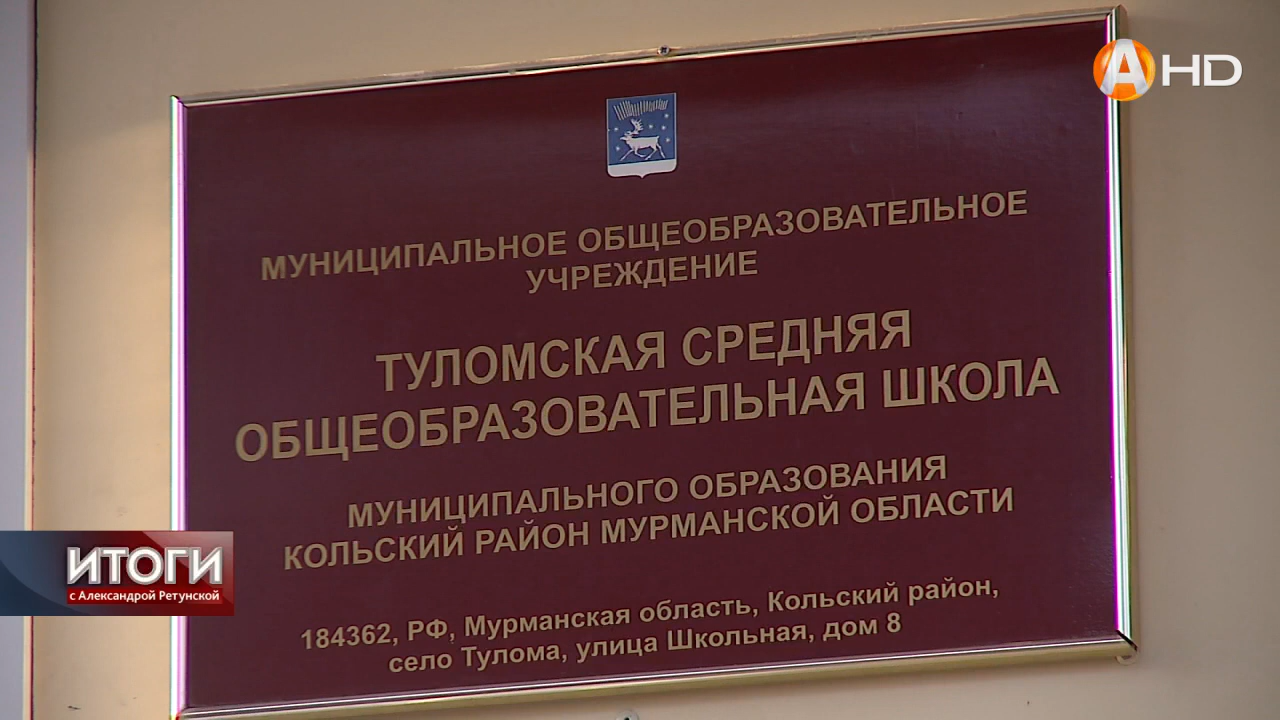 А HD
МУНИЦИПАЛЬНОЕ ОБЩЕОБРАЗОВАТЕЛЬНОЕ
УЧРЕЖДЕНИЕ
ТУЛОМСКАЯ СРЕДНЯЯ
ОБЩЕОБРАЗОВАТЕЛЬНАЯ ШКОЛА
МУНИЦИПАЛЬНОГО ОБРАЗОВАНИЯ
КОЛЬСКИЙ РАЙОН МУРМАНСКОЙ ОБЛАСТИ
184362, РФ, Мурманская область, Кольский район,
село Тулома, улица Школьная, дом 8
ИТОГИ
с Александрой Ретунской